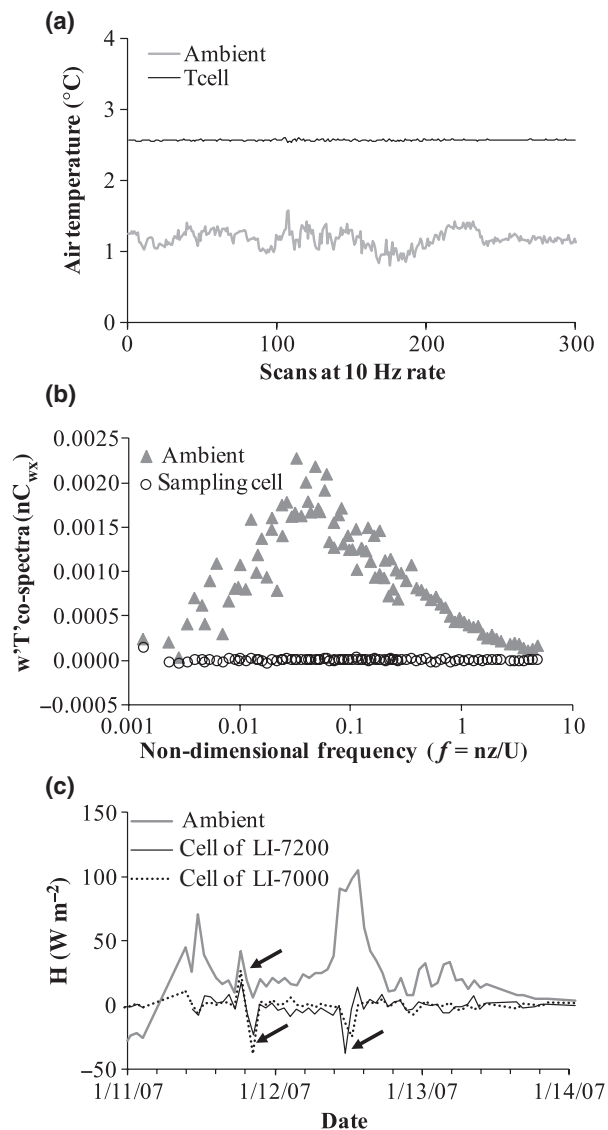 (a)
Ambient
Tcell
Air temperature (°C)
4
3
2
1
0
0 100 200 300
Scans at 10 Hz rate
(b)
Ambient
Sampling cell
w'T'co-spectra (nCwx)
0.0025
0.0020
0.0015
0.0010
0.0005
0.0000
−0.0005
0.001 0.01 0.1 1 10
Non-dimensional frequency (f = nz/U)
(c)
Ambient
Cell of LI-7200
Cell of LI-7000
H (W m−2)
150
100
50
0
−50
1/11/07 1/12/07 1/13/07 1/14/07
Date